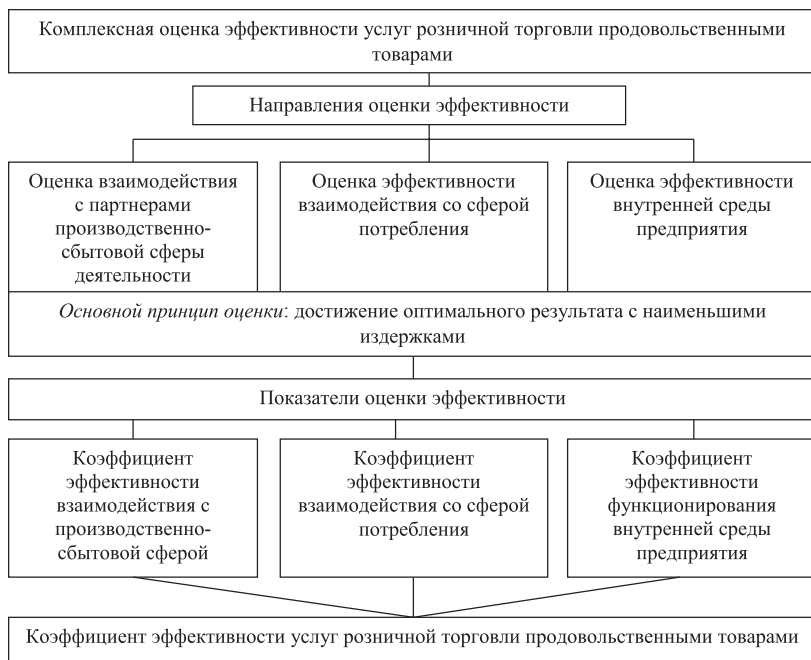 Комплексная оценка эффективности услуг розничной торговли продовольственными
товарами
Направления оценки эффективности
Оценка взаимодействия
с партнерами
производственно-
сбытовой сферы
деятельности
Оценка эффективности
взаимодействия со сферой
потребления
Оценка эффективности
внутренней среды
предприятия
Основной принцип оценки: достижение оптимального результата с наименьшими
издержками
Показатели оценки эффективности
Коэффициент
эффективности
взаимодействия с
производственно-
сбытовой сферой
Коэффициент
эффективности
взаимодействия со сферой
потребления
Коэффициент
эффективности
функционирования
внутренней среды
предприятия
Коэффициент эффективности услуг розничной торговли продовольственными товарами